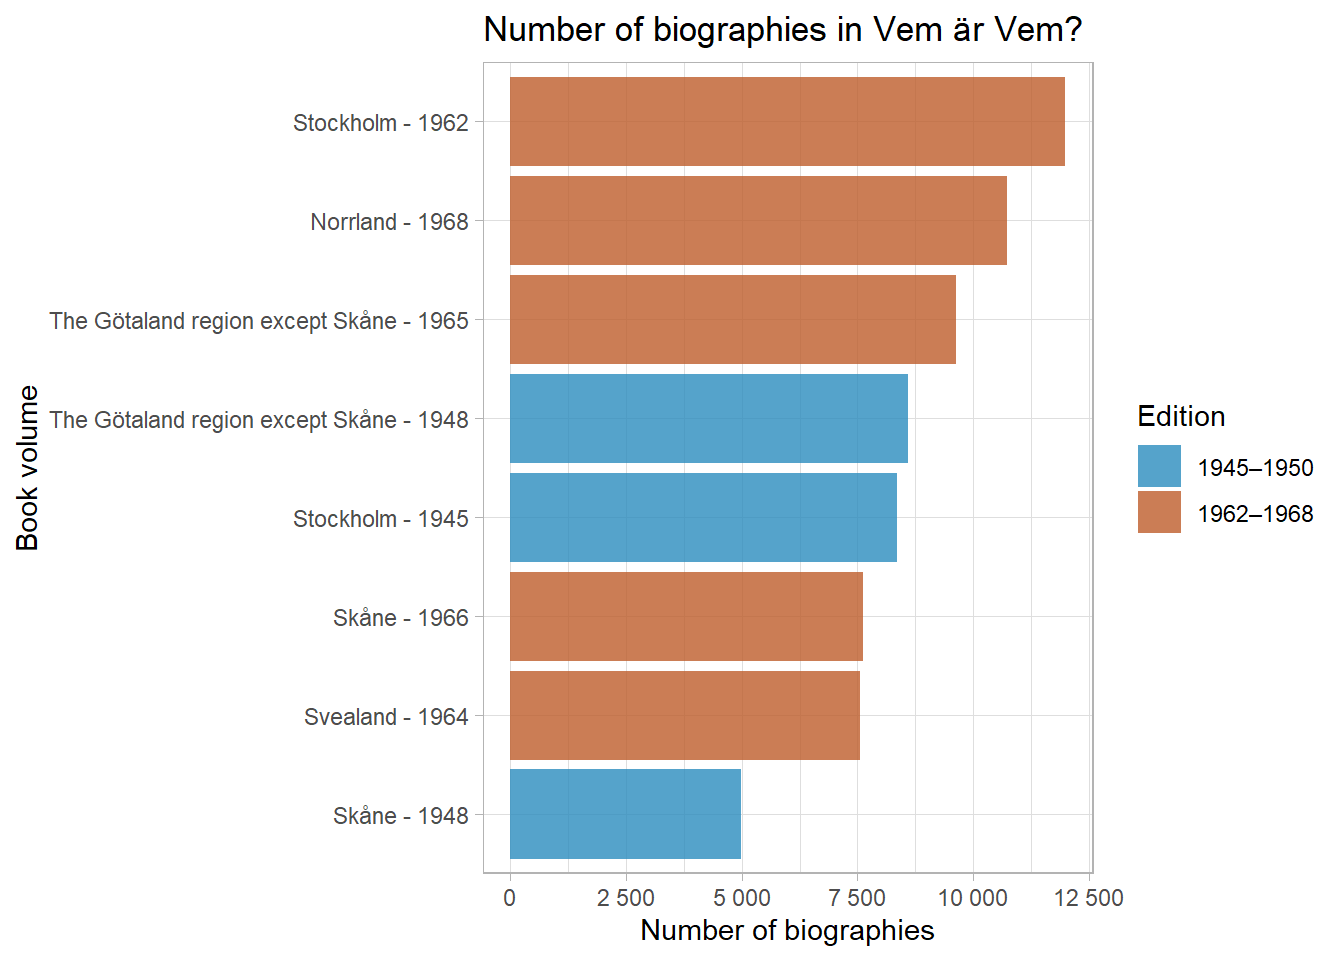 Number of biographies in Vem är Vem?
Book volume
Stockholm - 1962
Norrland - 1968
The Götaland region except Skåne - 1965
The Götaland region except Skåne - 1948
Stockholm - 1945
Skåne - 1966
Svealand - 1964
Skåne - 1948
0 2 500 5 000 7 500 10 000 12 500
Number of biographies
Edition
1945–1950
1962–1968